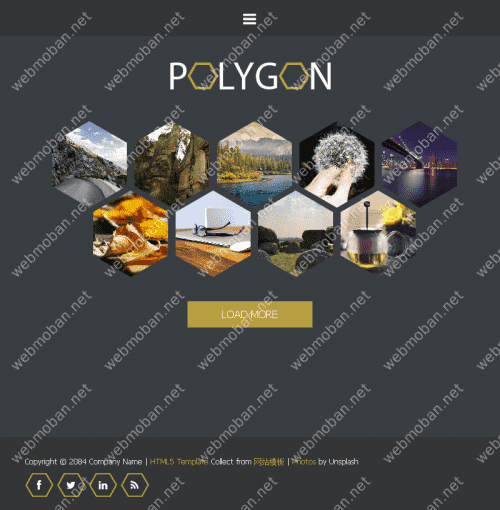 POLYGON
LOAD MORE
Copyright © 2084 Company Name | HTML5 Template Collect from 网站模板 | Photos by Unsplash
webmoban.net